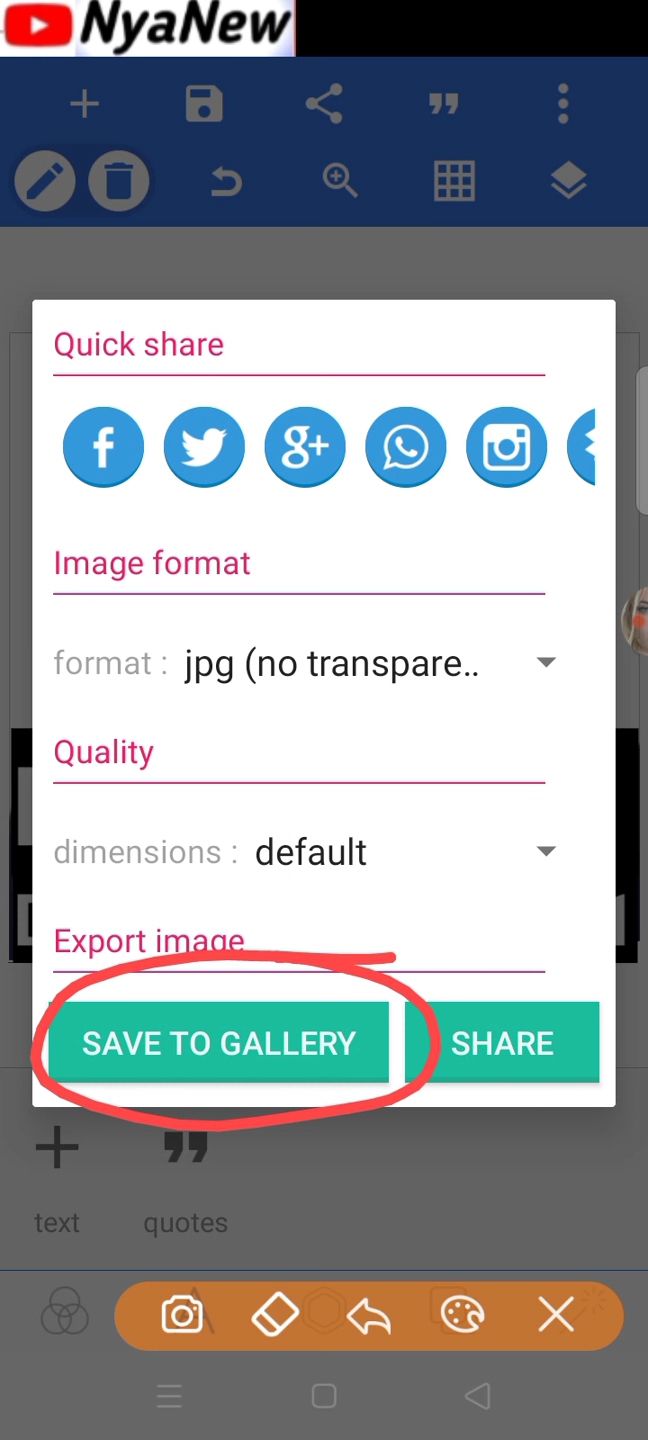 NyaNew
Quick share
Image format
format : jpg (no transpare..
Quality
dimensions : default
Export image
SAVE TO GALLERY
SHARE
text
quotes